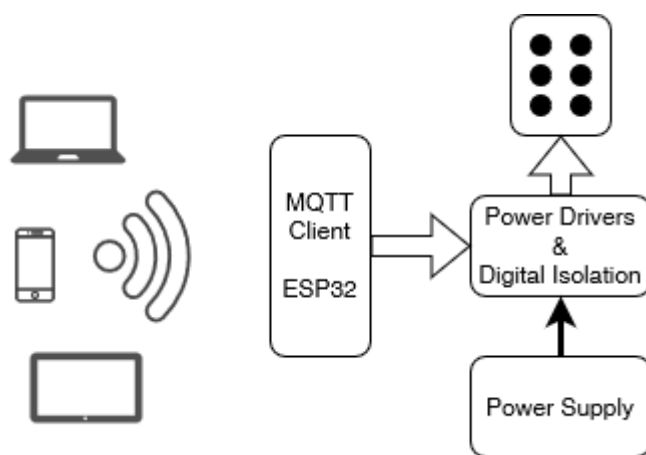 MQTT
Client
ESP32
Power Drivers
&
Digital Isolation
Power Supply